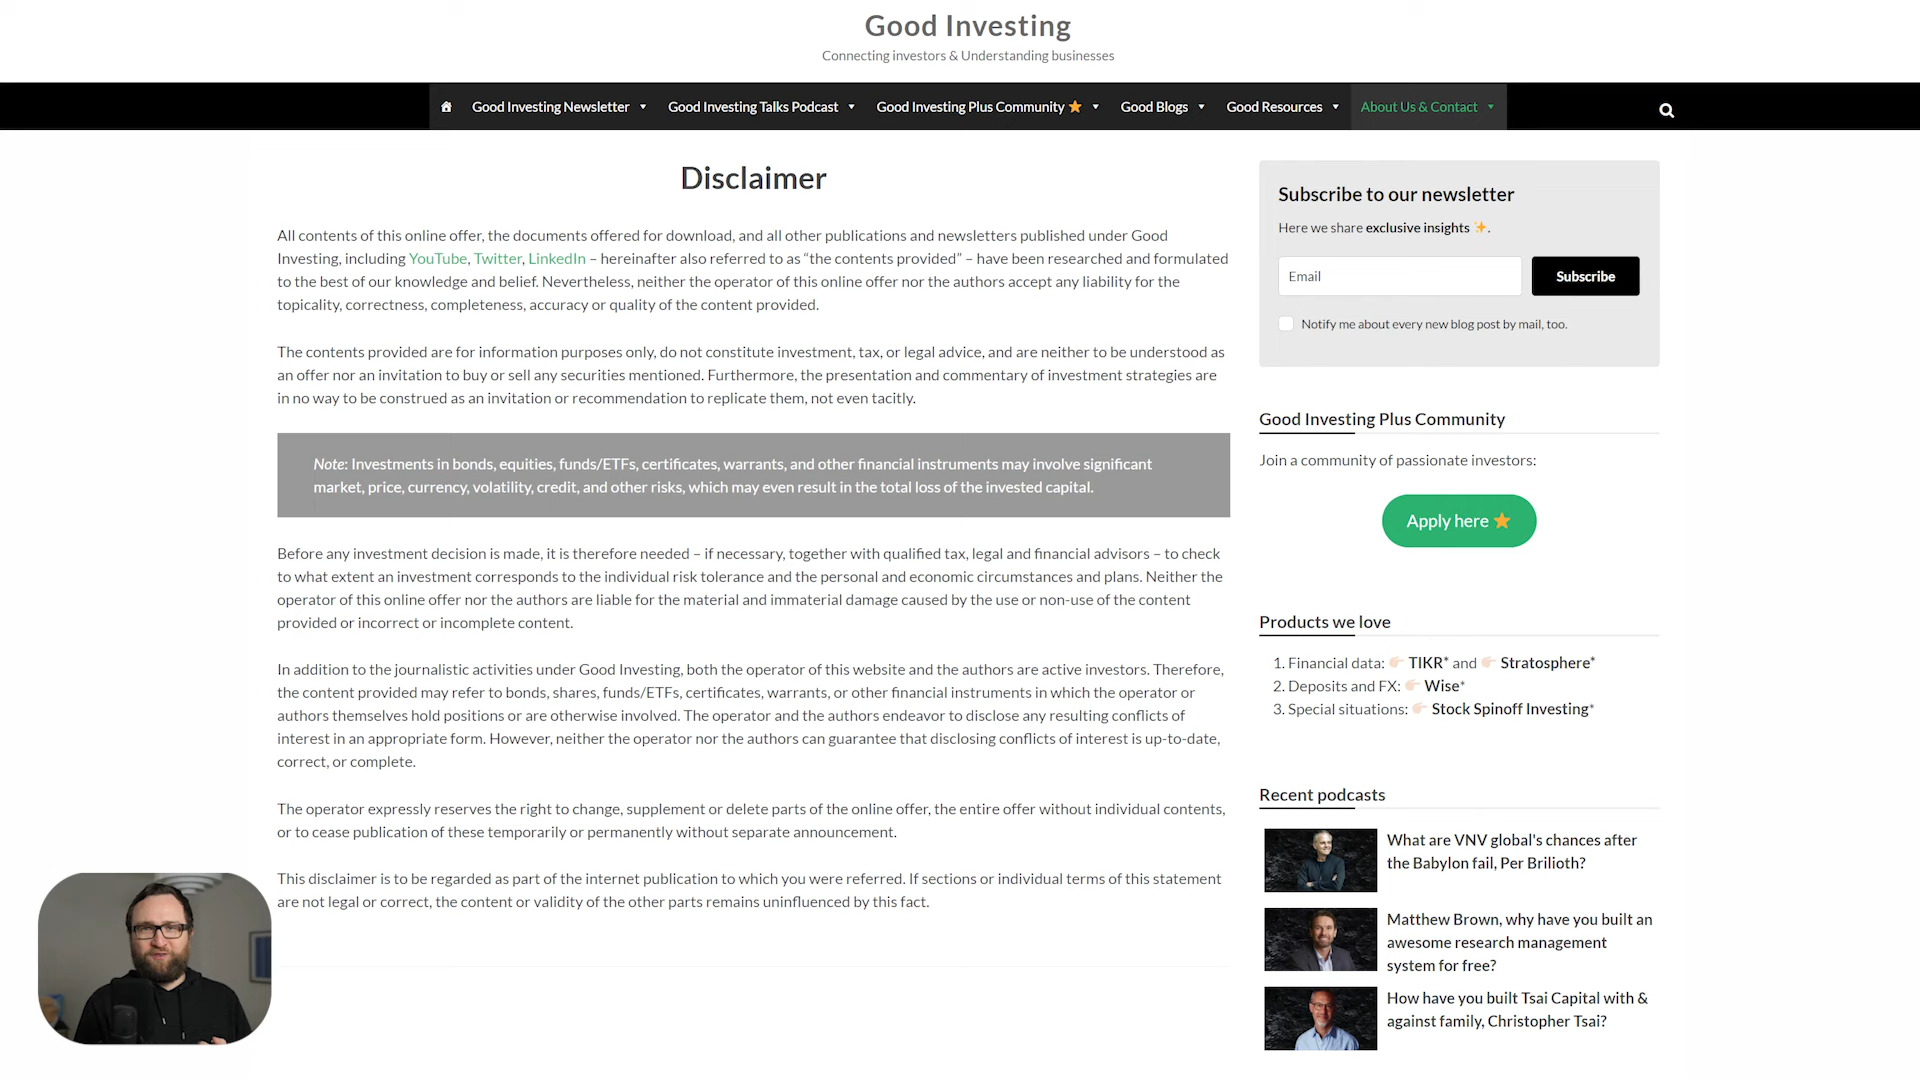 Good Investing
Connecting investors & Understanding businesses
Good Investing Newsletter
Good Investing Talks Podcast
Good Investing Plus Community
Good Blogs
Good Resources
About Us & Contact
Disclaimer
All contents of this online offer, the documents offered for download, and all other publications and newsletters published under Good
Investing, including YouTube, Twitter, LinkedIn – hereinafter also referred to as “the contents provided” – have been researched and formulated
to the best of our knowledge and belief. Nevertheless, neither the operator of this online offer nor the authors accept any liability for the
topicality, correctness, completeness, accuracy or quality of the content provided.
The contents provided are for information purposes only, do not constitute investment, tax, or legal advice, and are neither to be understood as
an offer nor an invitation to buy or sell any securities mentioned. Furthermore, the presentation and commentary of investment strategies are
in no way to be construed as an invitation or recommendation to replicate them, not even tacitly.
Note: Investments in bonds, equities, funds/ETFs, certificates, warrants, and other financial instruments may involve significant
market, price, currency, volatility, credit, and other risks, which may even result in the total loss of the invested capital.
Before any investment decision is made, it is therefore needed – if necessary, together with qualified tax, legal and financial advisors – to check
to what extent an investment corresponds to the individual risk tolerance and the personal and economic circumstances and plans. Neither the
operator of this online offer nor the authors are liable for the material and immaterial damage caused by the use or non-use of the content
provided or incorrect or incomplete content.
In addition to the journalistic activities under Good Investing, both the operator of this website and the authors are active investors. Therefore,
the content provided may refer to bonds, shares, funds/ETFs, certificates, warrants, or other financial instruments in which the operator or
authors themselves hold positions or are otherwise involved. The operator and the authors endeavor to disclose any resulting conflicts of
interest in an appropriate form. However, neither the operator nor the authors can guarantee that disclosing conflicts of interest is up-to-date,
correct, or complete.
The operator expressly reserves the right to change, supplement or delete parts of the online offer, the entire offer without individual contents,
or to cease publication of these temporarily or permanently without separate announcement.
This disclaimer is to be regarded as part of the internet publication to which you were referred. If sections or individual terms of this statement
are not legal or correct, the content or validity of the other parts remains uninfluenced by this fact.
Subscribe to our newsletter
Here we share exclusive insights ✨.
Email
Subscribe
Notify me about every new blog post by mail, too.
Good Investing Plus Community
Join a community of passionate investors:
Apply here
Products we love
1. Financial data: 👉🏻 TIKR* and 👉🏻 Stratosphere*
2. Deposits and FX: 👉🏻 Wise*
3. Special situations: 👉🏻 Stock Spinoff Investing*
Recent podcasts
What are VNV global's chances after
the Babylon fail, Per Brilioth?
Matthew Brown, why have you built an
awesome research management
system for free?
How have you built Tsai Capital with &
against family, Christopher Tsai?